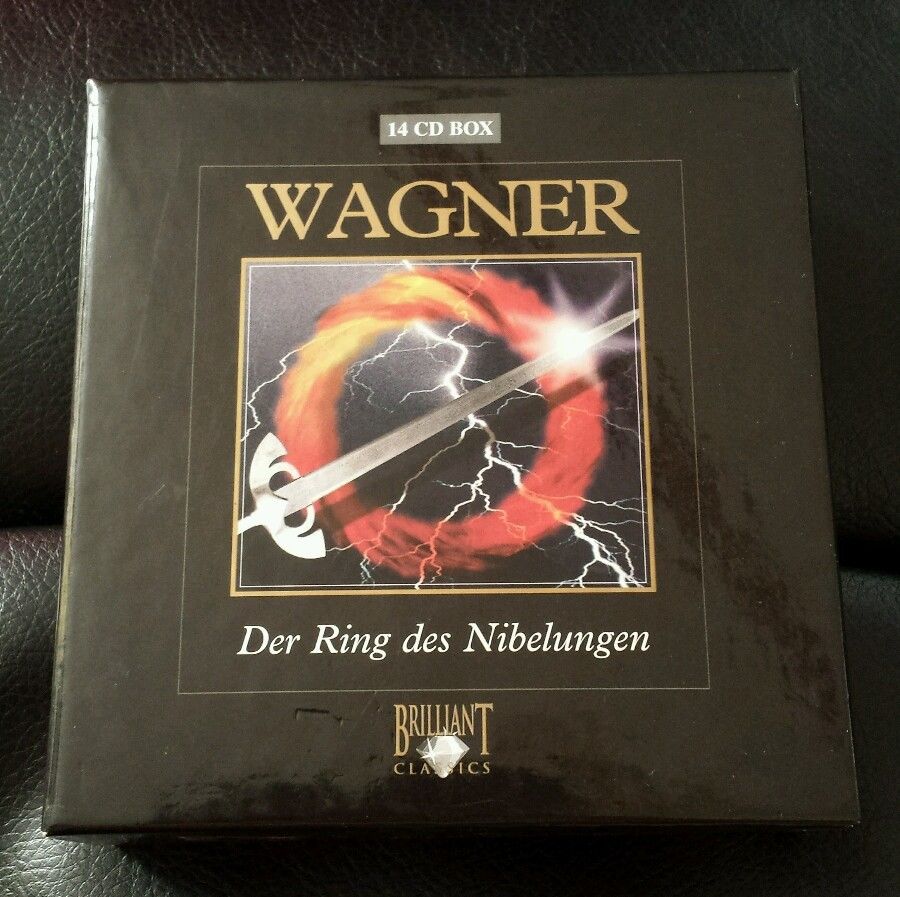 14 CD BOX
WAGNER
Der Ring des Nibelungen
BRILLIANT
CLASSICS